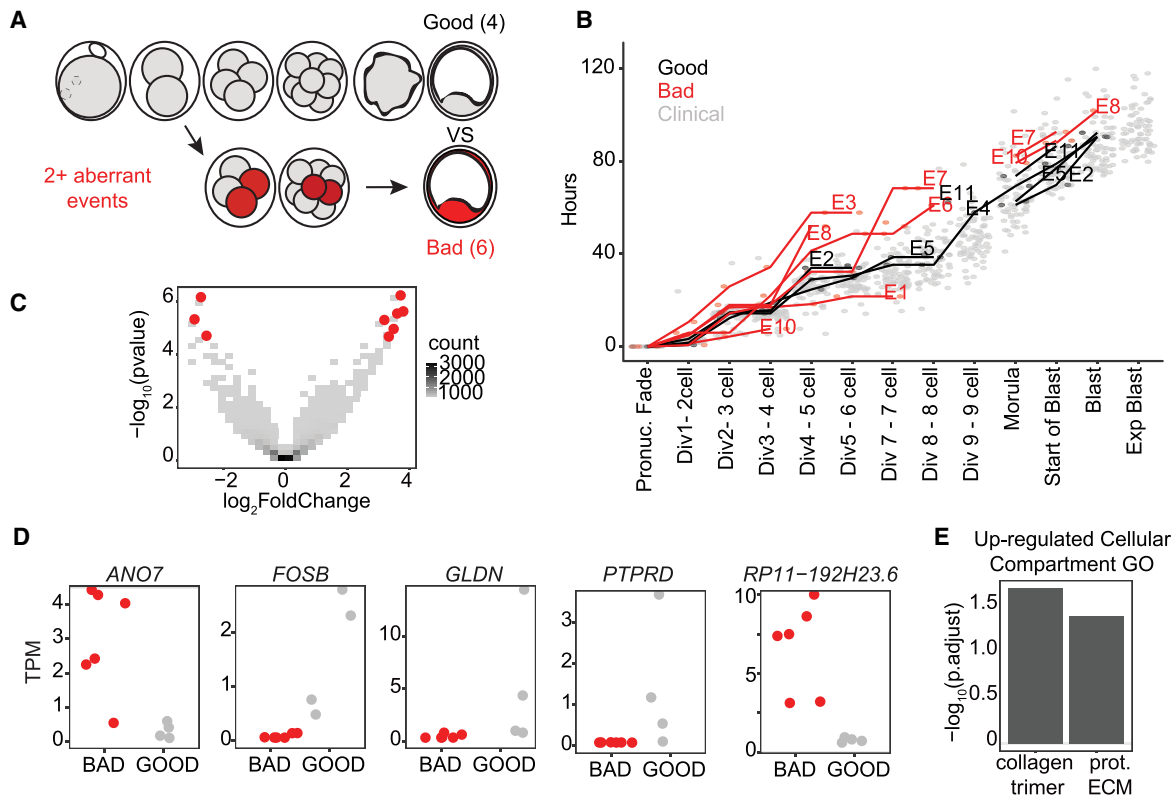 A
Good (4)
VS
2+ aberrant
events
Bad (6)
B
Good
Bad
Clinical
Hours
120
80
40
0
E3
E8
E2
E10
E1
E5
E7
E6
E11
E4
E7
E10
E11
E5
E2
E8
Pronuc. Fade
Div1- 2cell
Div2- 3 cell
Div3 - 4 cell
Div4 - 5 cell
Div5 - 6 cell
Div 7 - 7 cell
Div 8 - 8 cell
Div 9 - 9 cell
Morula
Start of Blast
Blast
Exp Blast
C
−log10(pvalue)
6
4
2
0
−2
0
2
4
log2FoldChange
count
3000
2000
1000
D
TPM
ANO7
4
3
2
1
0
BAD GOOD
FOSB
2
1
0
BAD GOOD
GLDN
10
5
0
BAD GOOD
PTPRD
3
2
1
0
BAD GOOD
RP11−192H23.6
10
5
0
BAD GOOD
E
Up-regulated Cellular
Compartment GO
−log10(p.adjust)
1.5
1.0
0.5
0
collagen
trimer
prot.
ECM